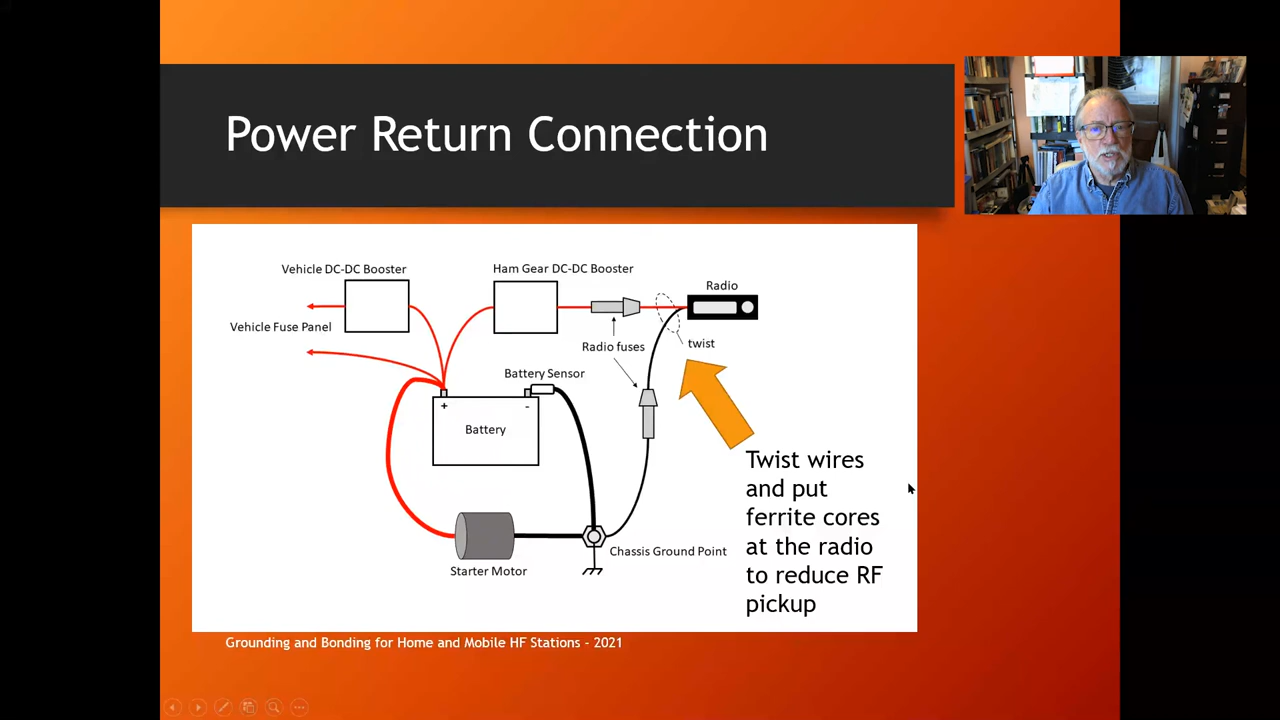 Power Return Connection
Vehicle DC-DC Booster
Ham Gear DC-DC Booster
Radio
Vehicle Fuse Panel
Radio fuses
twist
Battery Sensor
+
-
Battery
Starter Motor
Chassis Ground Point
Twist wires
and put
ferrite cores
at the radio
to reduce RF
pickup
Grounding and Bonding for Home and Mobile HF Stations - 2021